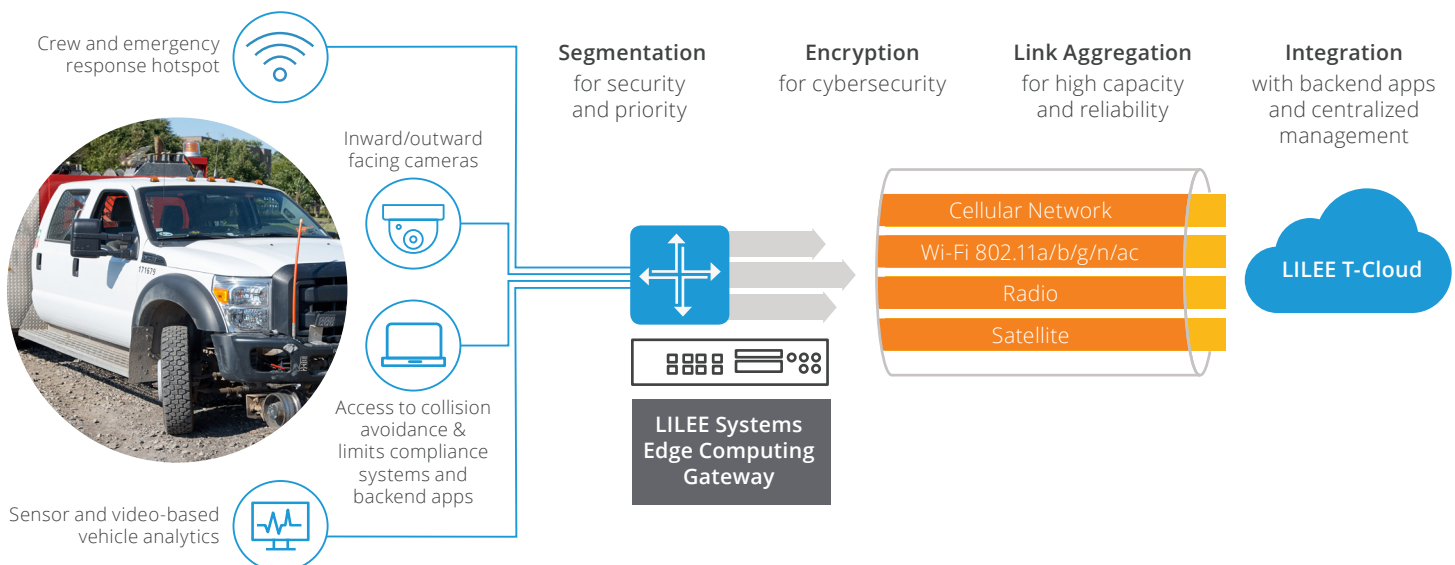 Crew and emergency
response hotspot
Inward/outward
facing cameras
Access to collision
avoidance &
limits compliance
systems and
backend apps
Sensor and video-based
vehicle analytics
171679
Segmentation
for security
and priority
Encryption
for cybersecurity
Link Aggregation
for high capacity
and reliability
Integration
with backend apps
and centralized
management
LILEE Systems
Edge Computing
Gateway
Cellular Network
Wi-Fi 802.11a/b/g/n/ac
Radio
Satellite
LILEE T-Cloud